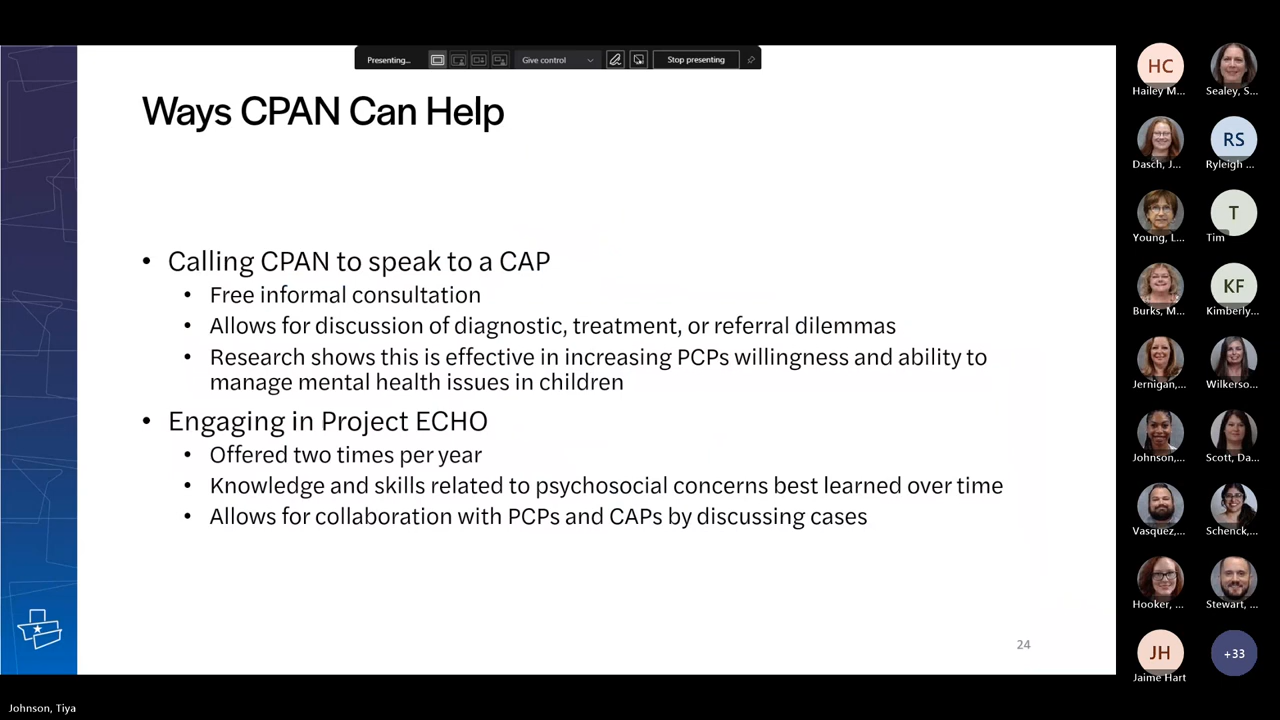 Presenting...
Give control
Stop presenting
Ways CPAN Can Help
• Calling CPAN to speak to a CAP
• Free informal consultation
• Allows for discussion of diagnostic, treatment, or referral dilemmas
• Research shows this is effective in increasing PCPs willingness and ability to
manage mental health issues in children
• Engaging in Project ECHO
• Offered two times per year
• Knowledge and skills related to psychosocial concerns best learned over time
• Allows for collaboration with PCPs and CAPs by discussing cases
24
HC
Hailey M...
Sealey, S...
Dasch, J...
RS
Ryleigh ...
Young, L...
T
Tim
Burks, M...
KF
Kimberly...
Jernigan,...
Wilkerso...
Johnson,...
Scott, Da...
Vasquez,...
Schenck,...
Hooker, ...
Stewart, ...
JH
Jaime Hart
+33
Johnson, Tiya